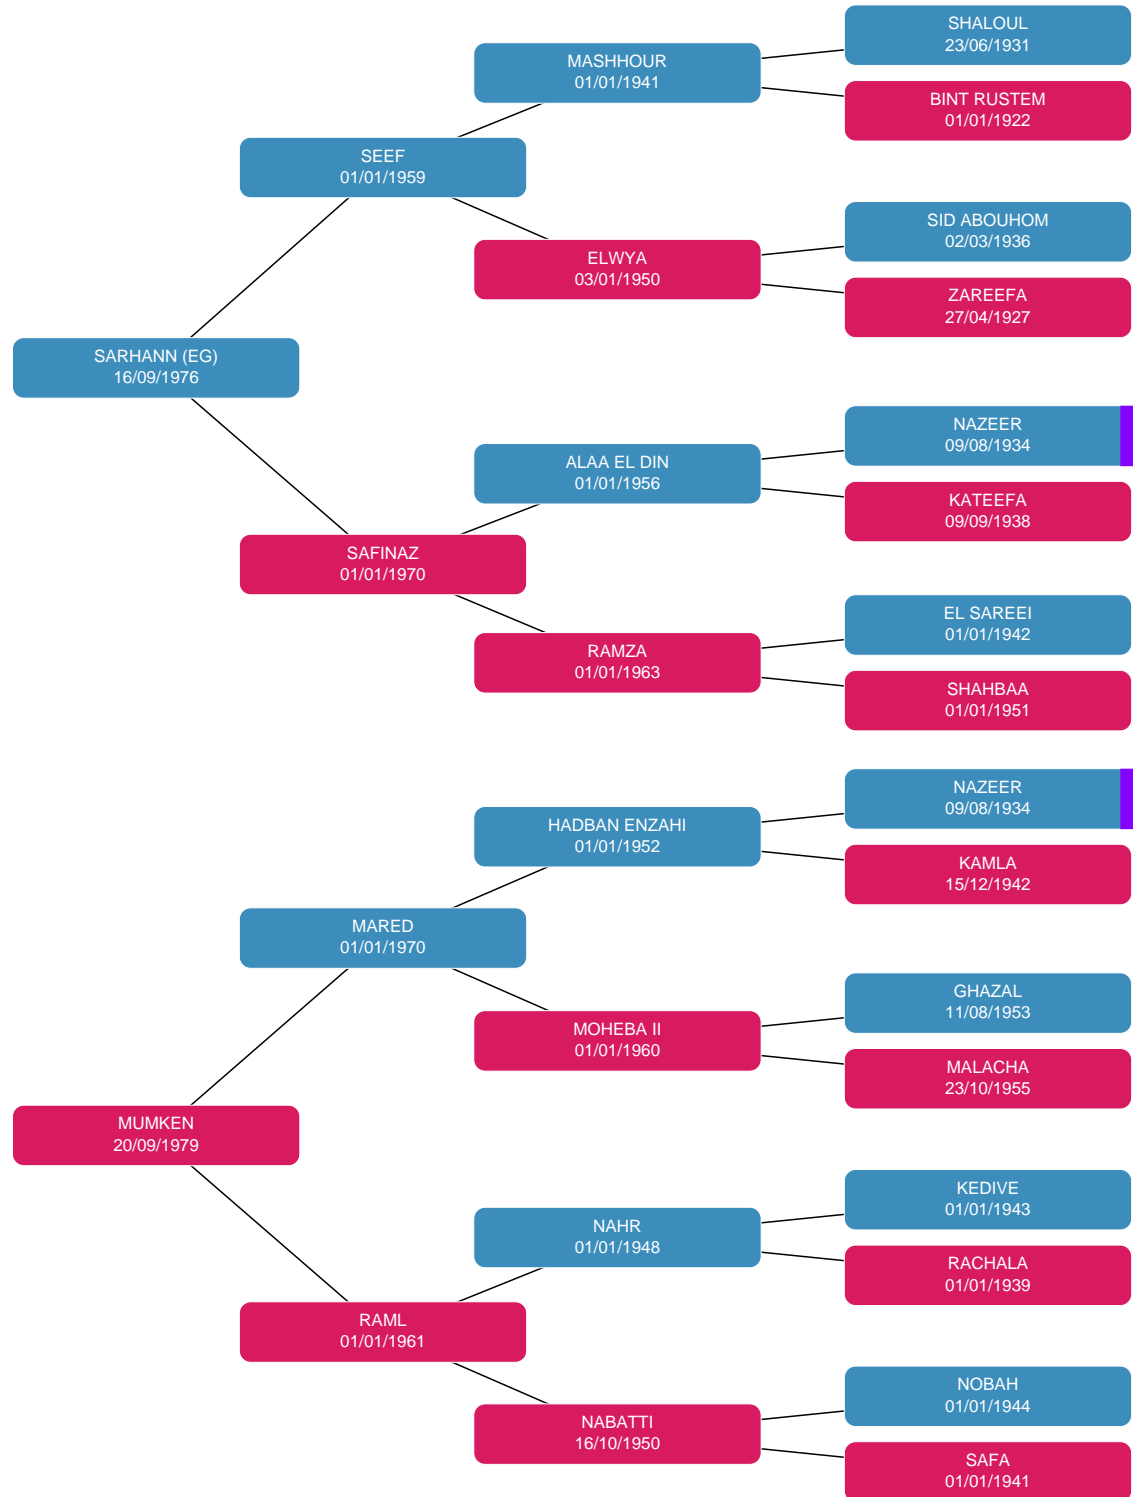 SHALOUL
23/06/1931
MASHHOUR
01/01/1941
BINT RUSTEM
01/01/1922
SEEF
01/01/1959
SID ABOUHOM
02/03/1936
ELWYA
03/01/1950
ZAREEFA
27/04/1927
SARHANN (EG)
16/09/1976
NAZEER
09/08/1934
ALAA EL DIN
01/01/1956
KATEEFA
09/09/1938
SAFINAZ
01/01/1970
EL SAREEI
01/01/1942
RAMZA
01/01/1963
SHAHBAA
01/01/1951
NAZEER
09/08/1934
HADBAN ENZAHI
01/01/1952
KAMLA
15/12/1942
MARED
01/01/1970
GHAZAL
11/08/1953
MOHEBA II
01/01/1960
MALACHA
23/10/1955
MUMKEN
20/09/1979
KEDIVE
01/01/1943
NAHR
01/01/1948
RACHALA
01/01/1939
RAML
01/01/1961
NOBAH
01/01/1944
NABATTI
16/10/1950
SAFA
01/01/1941